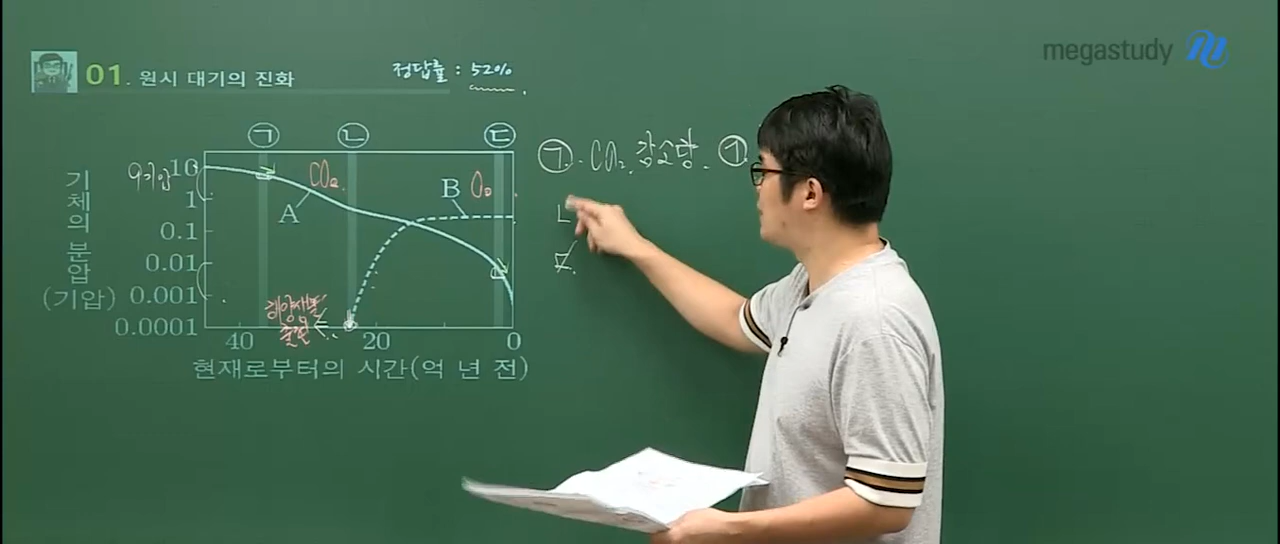 megastudy
01. 원시 대기의 진화
정답률 : 52%
㉠ ㉡ ㉢
기체의 분압 (기압)
9기압
10
1
0.1
0.01
0.001
0.0001
CO₂
A
B
O₂
해양생물
출현
40 20 0
현재로부터의 시간(억 년 전)
㉠. CO₂ 감소량. ㉠.
ㄴ
ㄷ.